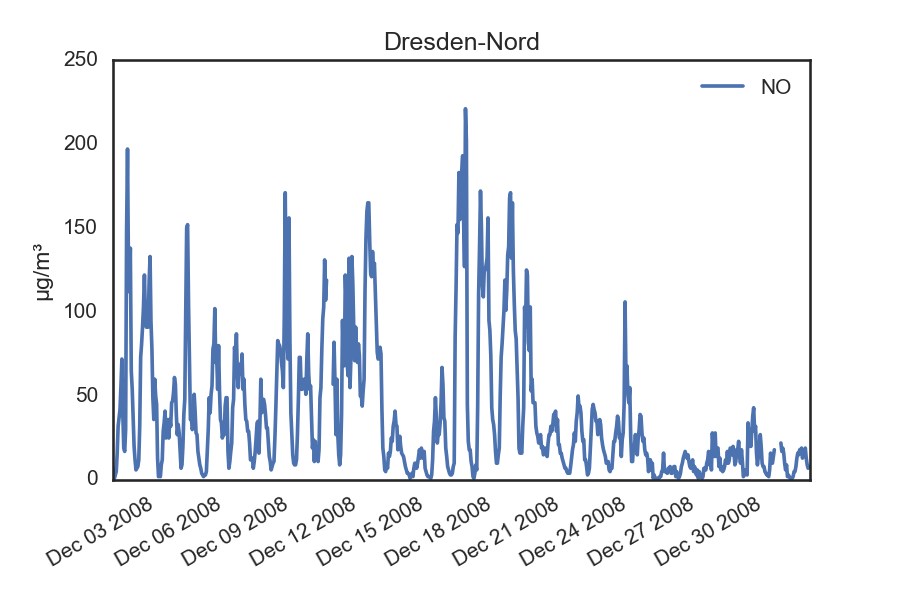 Dresden-Nord
NO
µg/m³
250
200
150
100
50
0
Dec 03 2008
Dec 06 2008
Dec 09 2008
Dec 12 2008
Dec 15 2008
Dec 18 2008
Dec 21 2008
Dec 24 2008
Dec 27 2008
Dec 30 2008